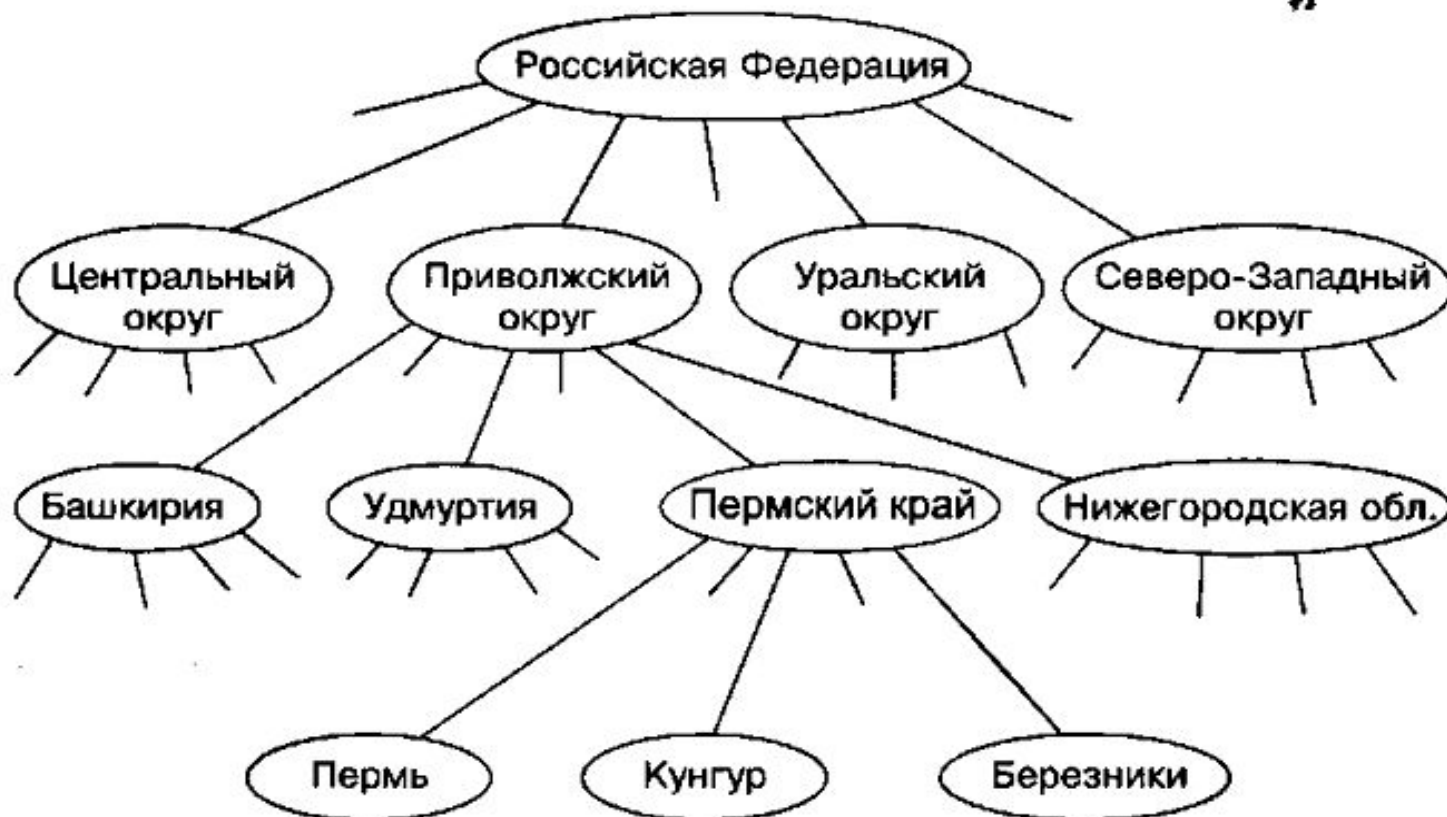 Российская Федерация
Центральный
округ
Приволжский
округ
Уральский
округ
Северо-Западный
округ
Башкирия
Удмуртия
Пермский край
Нижегородская обл.
Пермь
Кунгур
Березники